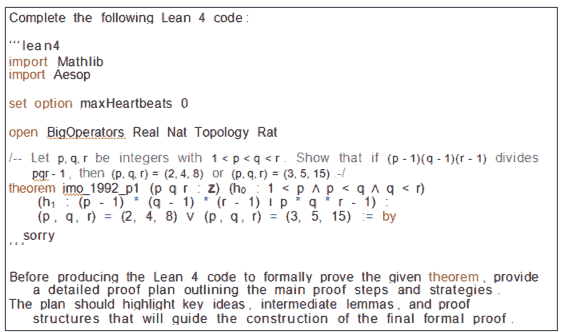 Complete the following Lean 4 code:
```lean4
import Mathlib
import Aesop
set option maxHeartbeats 0
open BigOperators Real Nat Topology Rat
/-- Let p, q, r be integers with 1 < p < q < r. Show that if (p - 1)(q - 1)(r - 1) divides
pqr - 1, then (p, q, r) = (2, 4, 8) or (p, q, r) = (3, 5, 15) -/
theorem imo_1992_p1 (p q r : Z) (h₀ : 1 < p ∧ p < q ∧ q < r)
(h₁ : (p - 1) * (q - 1) * (r - 1) ∣ p * q * r - 1) :
(p, q, r) = (2, 4, 8) ∨ (p, q, r) = (3, 5, 15) := by
sorry
```
Before producing the Lean 4 code to formally prove the given theorem, provide
a detailed proof plan outlining the main proof steps and strategies.
The plan should highlight key ideas, intermediate lemmas, and proof
structures that will guide the construction of the final formal proof.